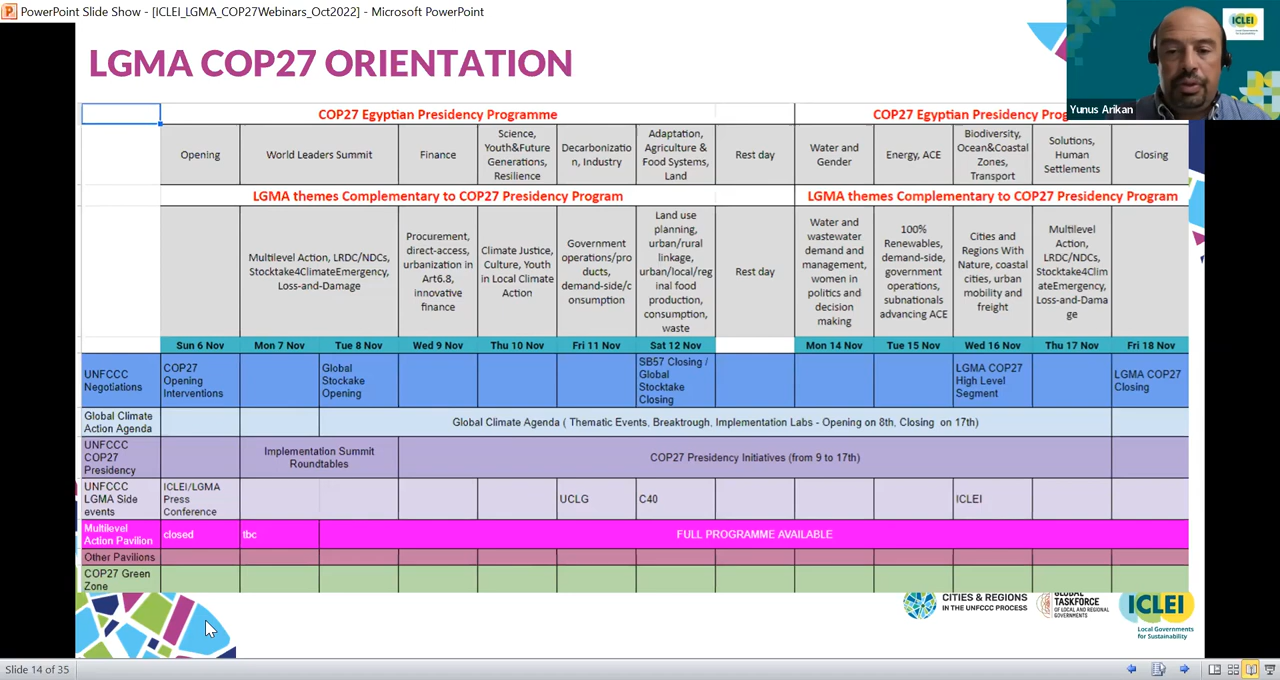 PowerPoint Slide Show - [ICLEI_LGMA_COP27Webinars_Oct2022] - Microsoft PowerPoint
LGMA COP27 ORIENTATION
ICLEI
Yunus Arikan
COP27 Egyptian Presidency Programme
COP27 Egyptian Presidency Prog
Opening
World Leaders Summit
Finance
Science,
Youth&Future
Generations,
Resilience
Decarbonizatio
n, Industry
Adaptation,
Agriculture &
Food Systems,
Land
Rest day
Water and
Gender
Energy, ACE
Biodiversity,
Ocean&Coastal
Zones,
Transport
Solutions,
Human
Settlements
Closing
LGMA themes Complementary to COP27 Presidency Program
LGMA themes Complementary to COP27 Presidency Program
Multilevel Action, LRDC/NDCs,
Stocktake4ClimateEmergency,
Loss-and-Damage
Procurement,
direct-access,
urbanization in
Art6.8,
innovative
finance
Climate Justice,
Culture, Youth
in Local Climate
Action
Government
operations/pro
ducts,
demand-side/c
onsumption
Land use
planning,
urban/rural
linkage,
urban/local/reg
inal food
production,
consumption,
waste
Rest day
Water and
wastewater
demand and
management,
women in
politics and
decision
making
100%
Renewables,
demand-side,
government
operations,
subnationals
advancing ACE
Cities and
Regions With
Nature, coastal
cities, urban
mobility and
freight
Multilevel
Action,
LRDC/NDCs,
Stocktake4Clim
ateEmergency,
Loss-and-Dama
ge
Sun 6 Nov
Mon 7 Nov
Tue 8 Nov
Wed 9 Nov
Thu 10 Nov
Fri 11 Nov
Sat 12 Nov
Mon 14 Nov
Tue 15 Nov
Wed 16 Nov
Thu 17 Nov
Fri 18 Nov
UNFCCC
Negotiations
COP27
Opening
Interventions
Global
Stockake
Opening
SB57 Closing /
Global
Stocktake
Closing
LGMA COP27
High Level
Segment
LGMA COP27
Closing
Global Climate
Action Agenda
Global Climate Agenda ( Thematic Events, Breakrough, Implementation Labs - Opening on 8th, Closing  on 17th)
UNFCCC
COP27
Presidency
Implementation Summit
Roundtables
COP27 Presidency Initiatives (from 9 to 17th)
UNFCCC
LGMA Side
events
ICLEI/LGMA
Press
Conference
UCLG
C40
ICLEI
Multilevel
Action Pavilion
closed
tbc
FULL PROGRAMME AVAILABLE
Other Pavilions
COP27 Green
Zone
CITIES & REGIONS
IN THE UNFCCC PROCESS
GLOBAL
TASKFORCE
OF LOCAL AND REGIONAL
GOVERNMENTS
ICLEI
Local Governments
for Sustainability
Slide 14 of 35